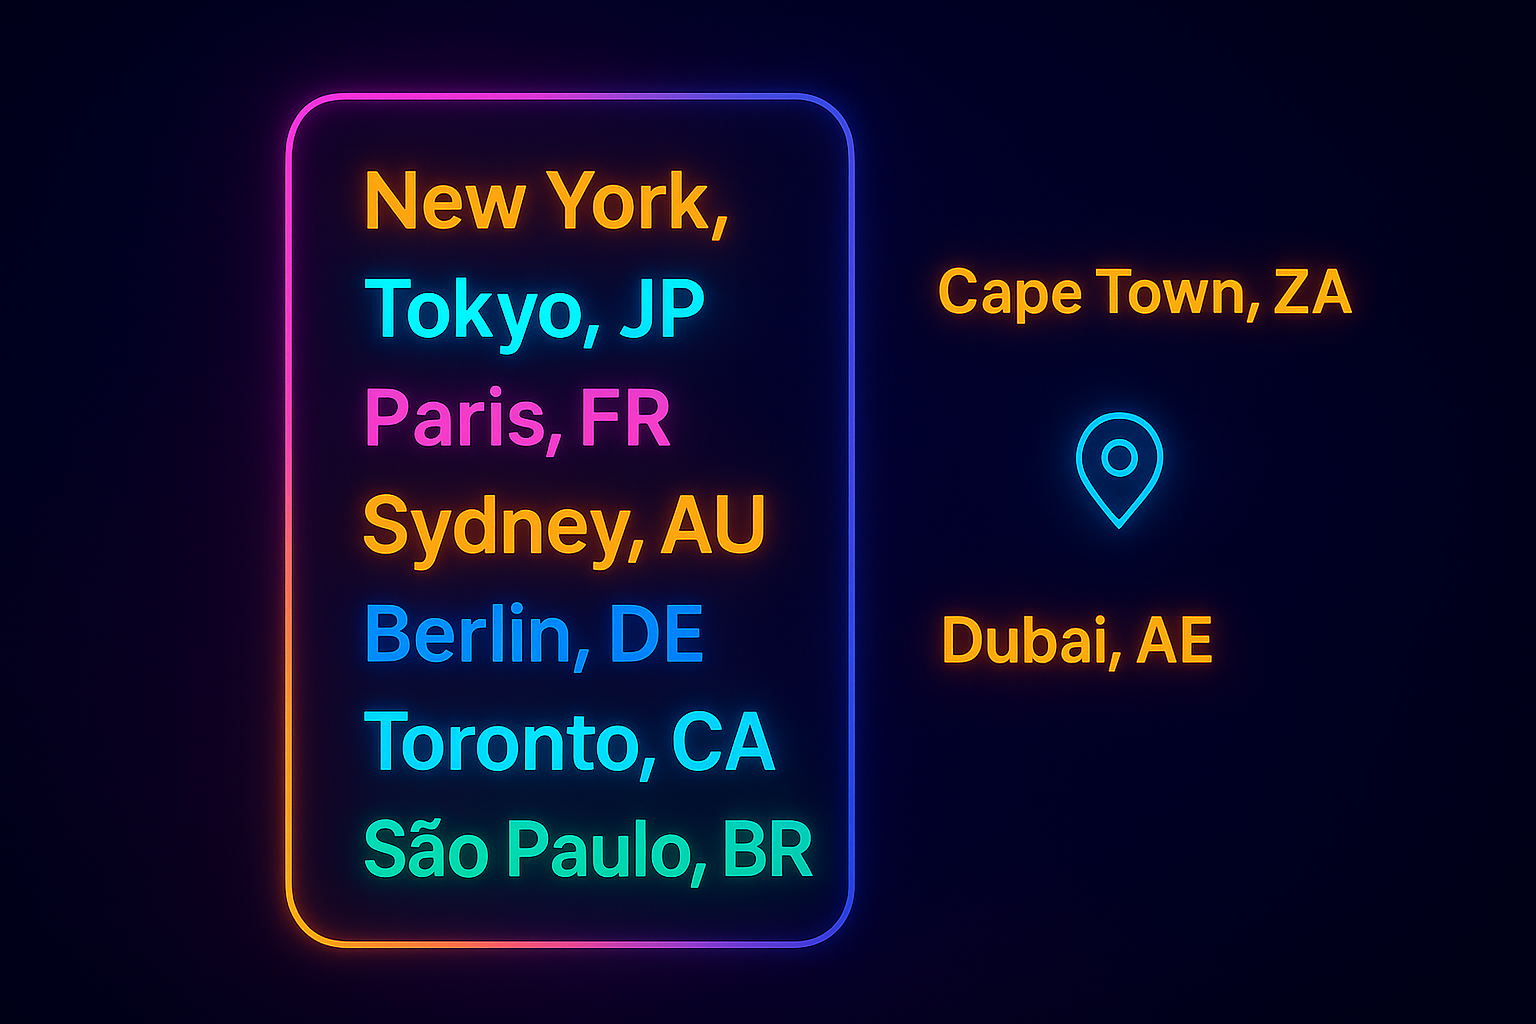 New York,
Tokyo, JP
Paris, FR
Sydney, AU
Berlin, DE
Toronto, CA
São Paulo, BR
Cape Town, ZA
Dubai, AE